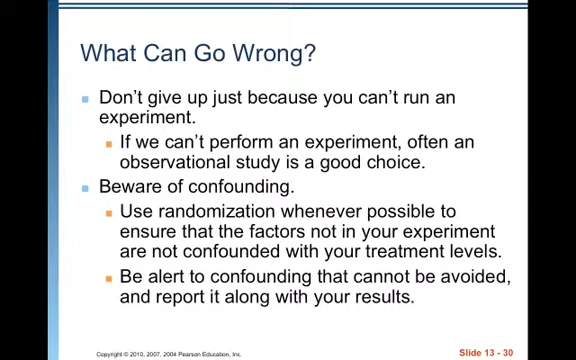 What Can Go Wrong?
Don't give up just because you can't run an
experiment.
If we can't perform an experiment, often an
observational study is a good choice.
Beware of confounding.
Use randomization whenever possible to
ensure that the factors not in your experiment
are not confounded with your treatment levels.
Be alert to confounding that cannot be avoided,
and report it along with your results.
Copyright © 2010, 2007, 2004 Pearson Education, Inc.
Slide 13 - 30